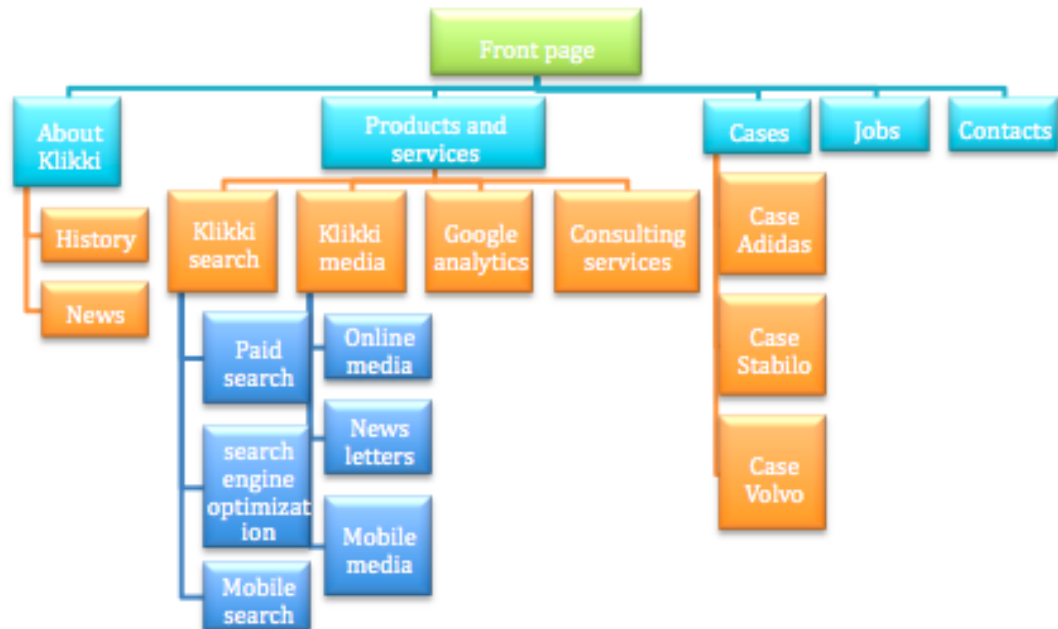 Front page
About
Klikki
Products and
services
Cases
Jobs
Contacts
History
News
Klikki
search
Klikki
media
Google
analytics
Consulting
services
Paid
search
search
engine
optimizat
ion
Mobile
search
Online
media
News
letters
Mobile
media
Case
Adidas
Case
Stabilo
Case
Volvo